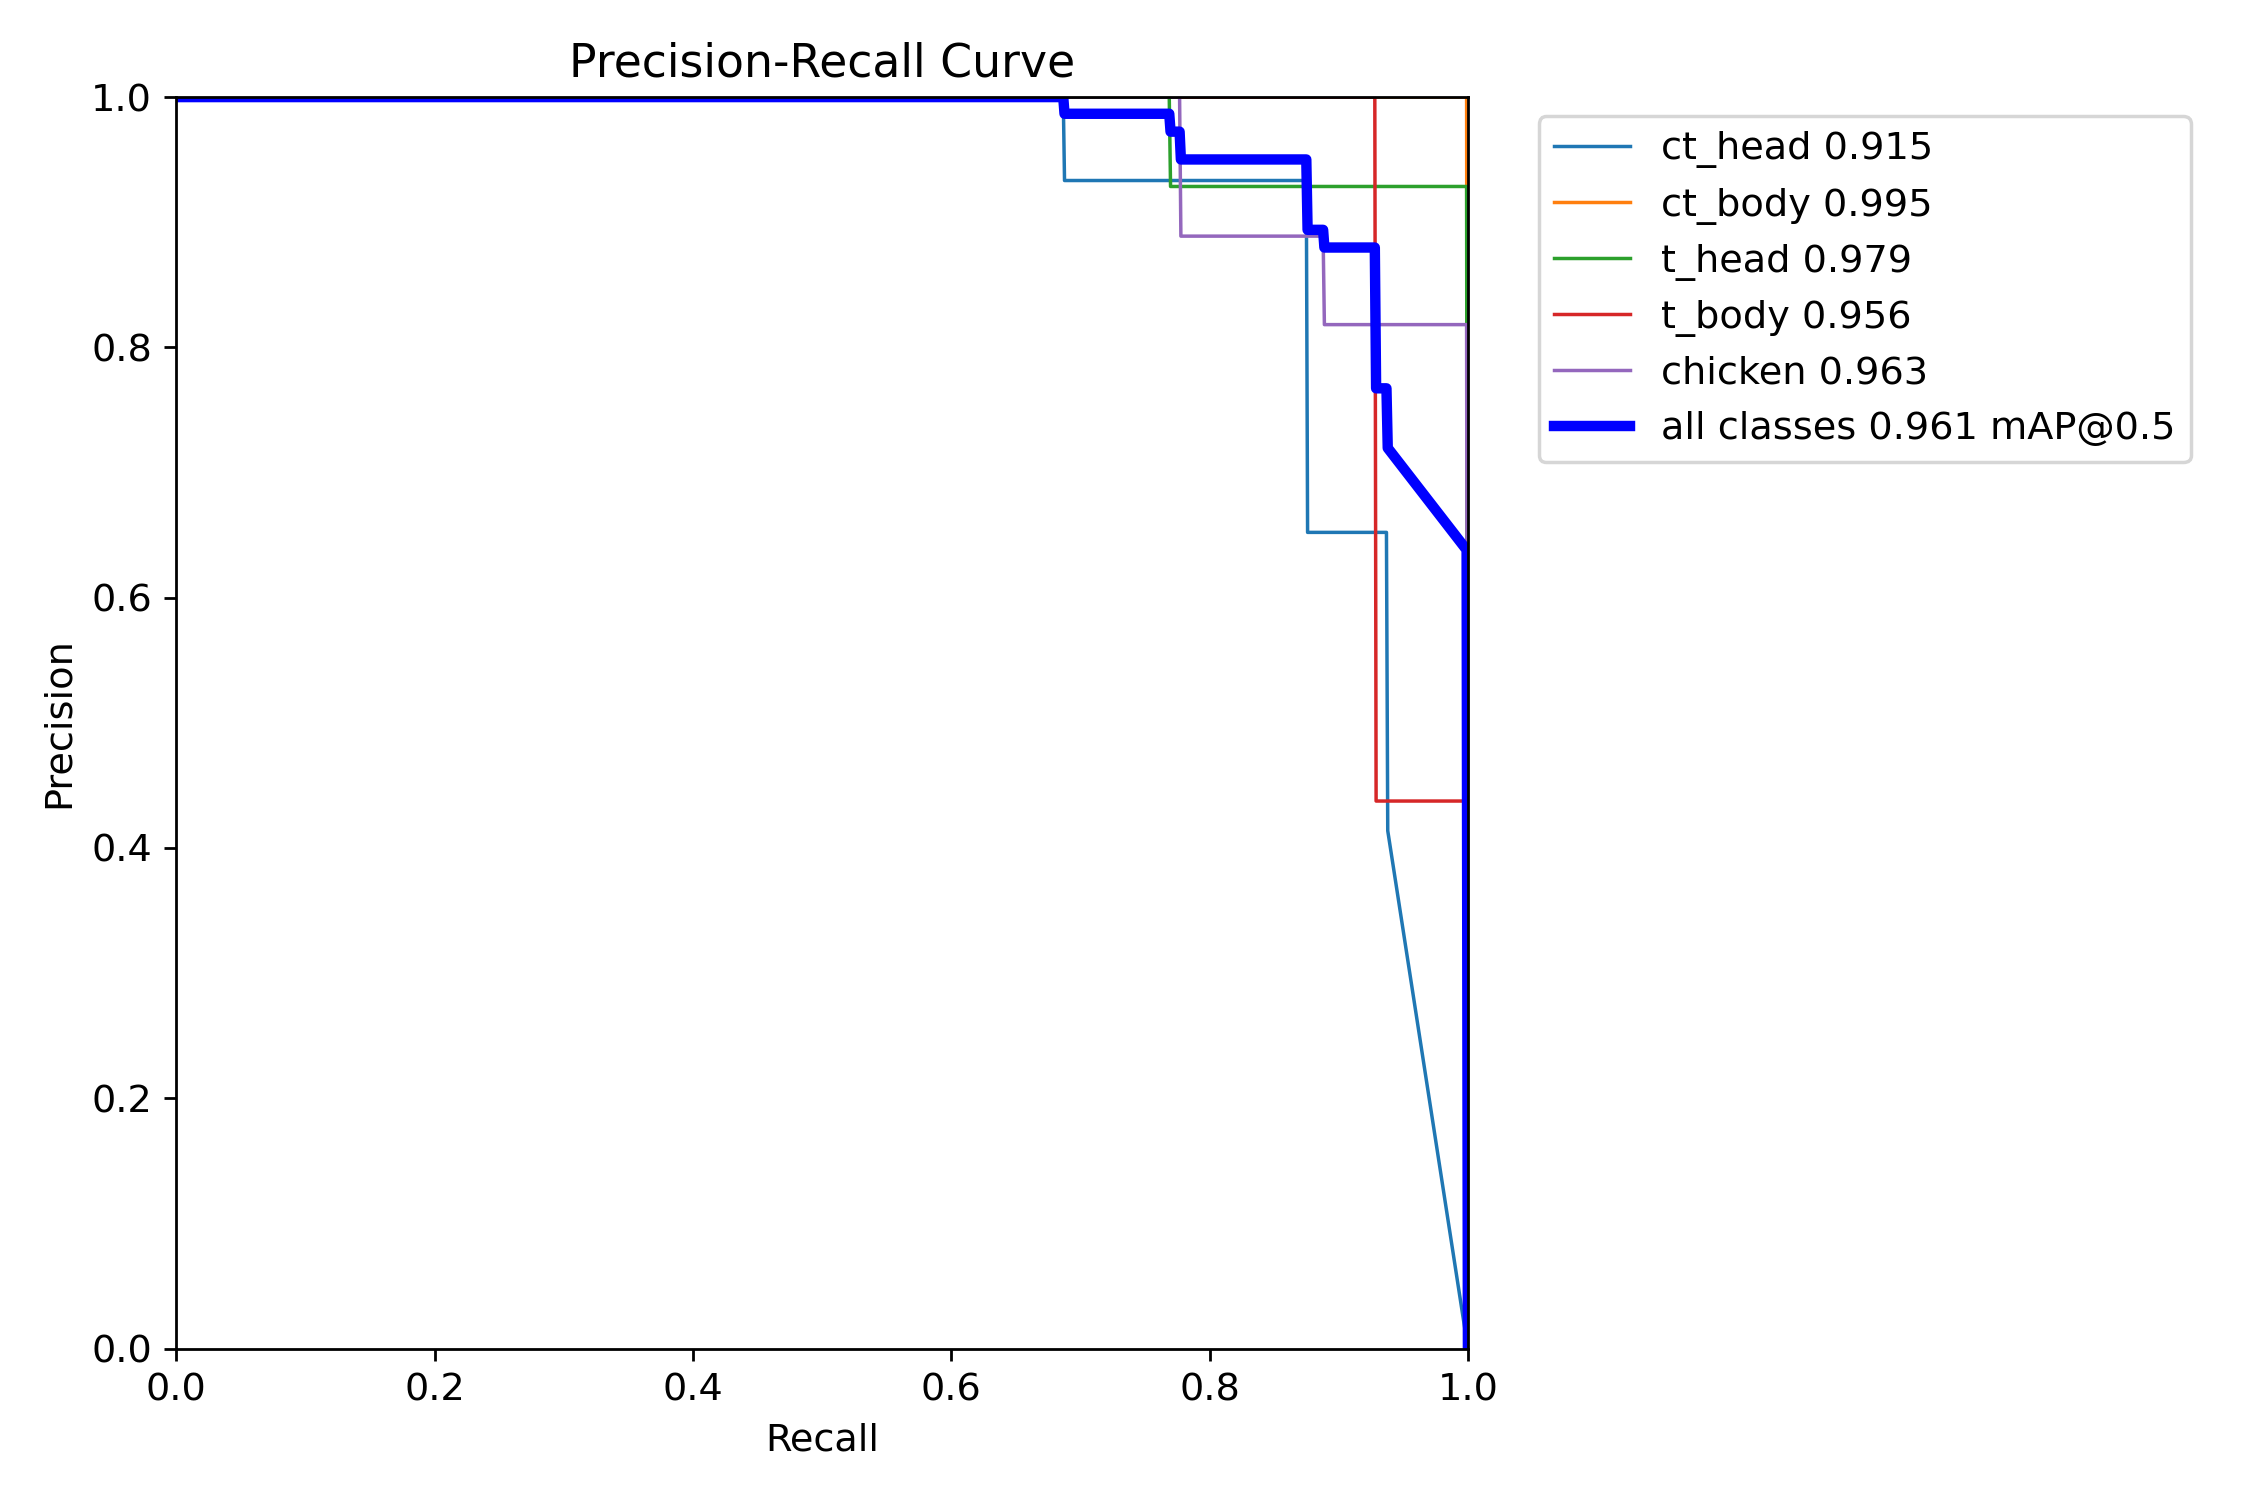 Precision-Recall Curve
1.0
0.8
0.6
0.4
0.2
0.0
Precision
0.0 0.2 0.4 0.6 0.8 1.0
Recall
ct_head 0.915
ct_body 0.995
t_head 0.979
t_body 0.956
chicken 0.963
all classes 0.961 mAP@0.5